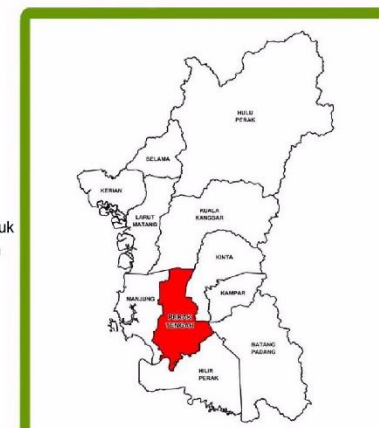 HULU
PERAK
SELAMA
KERIAN
LARUT
MATANG
KUALA
KANGSAR
uk
KINTA
MANJUNG
KAMPAR
PERAK
TENGAH
BATANG
PADANG
HILIR
PERAK